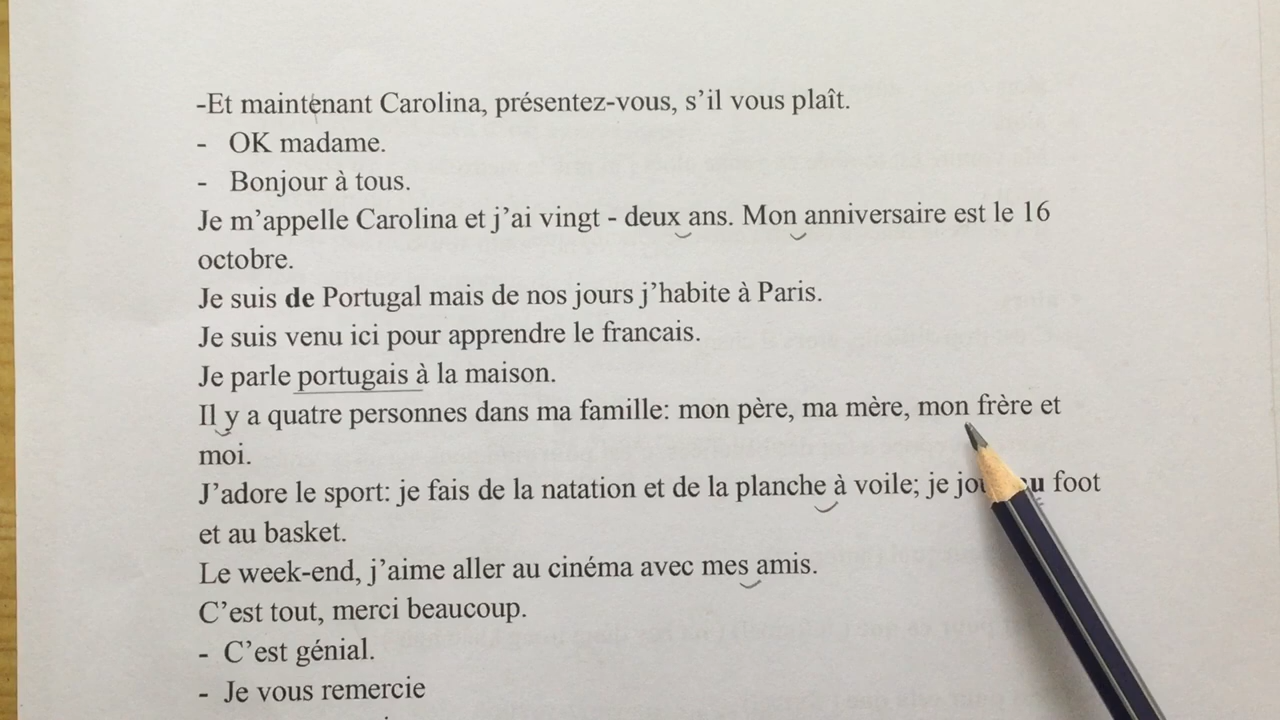 -Et maintenant Carolina, présentez-vous, s'il vous plaît.
- OK madame.
- Bonjour à tous.
Je m'appelle Carolina et j'ai vingt - deux ans. Mon anniversaire est le 16
octobre.
Je suis de Portugal mais de nos jours j'habite à Paris.
Je suis venu ici pour apprendre le francais.
Je parle portugais à la maison.
Il y a quatre personnes dans ma famille: mon père, ma mère, mon frère et
moi.
J'adore le sport: je fais de la natation et de la planche à voile; je foot
et au basket.
Le week-end, j'aime aller au cinéma avec mes amis.
C'est tout, merci beaucoup.
- C'est génial.
- Je vous remercie